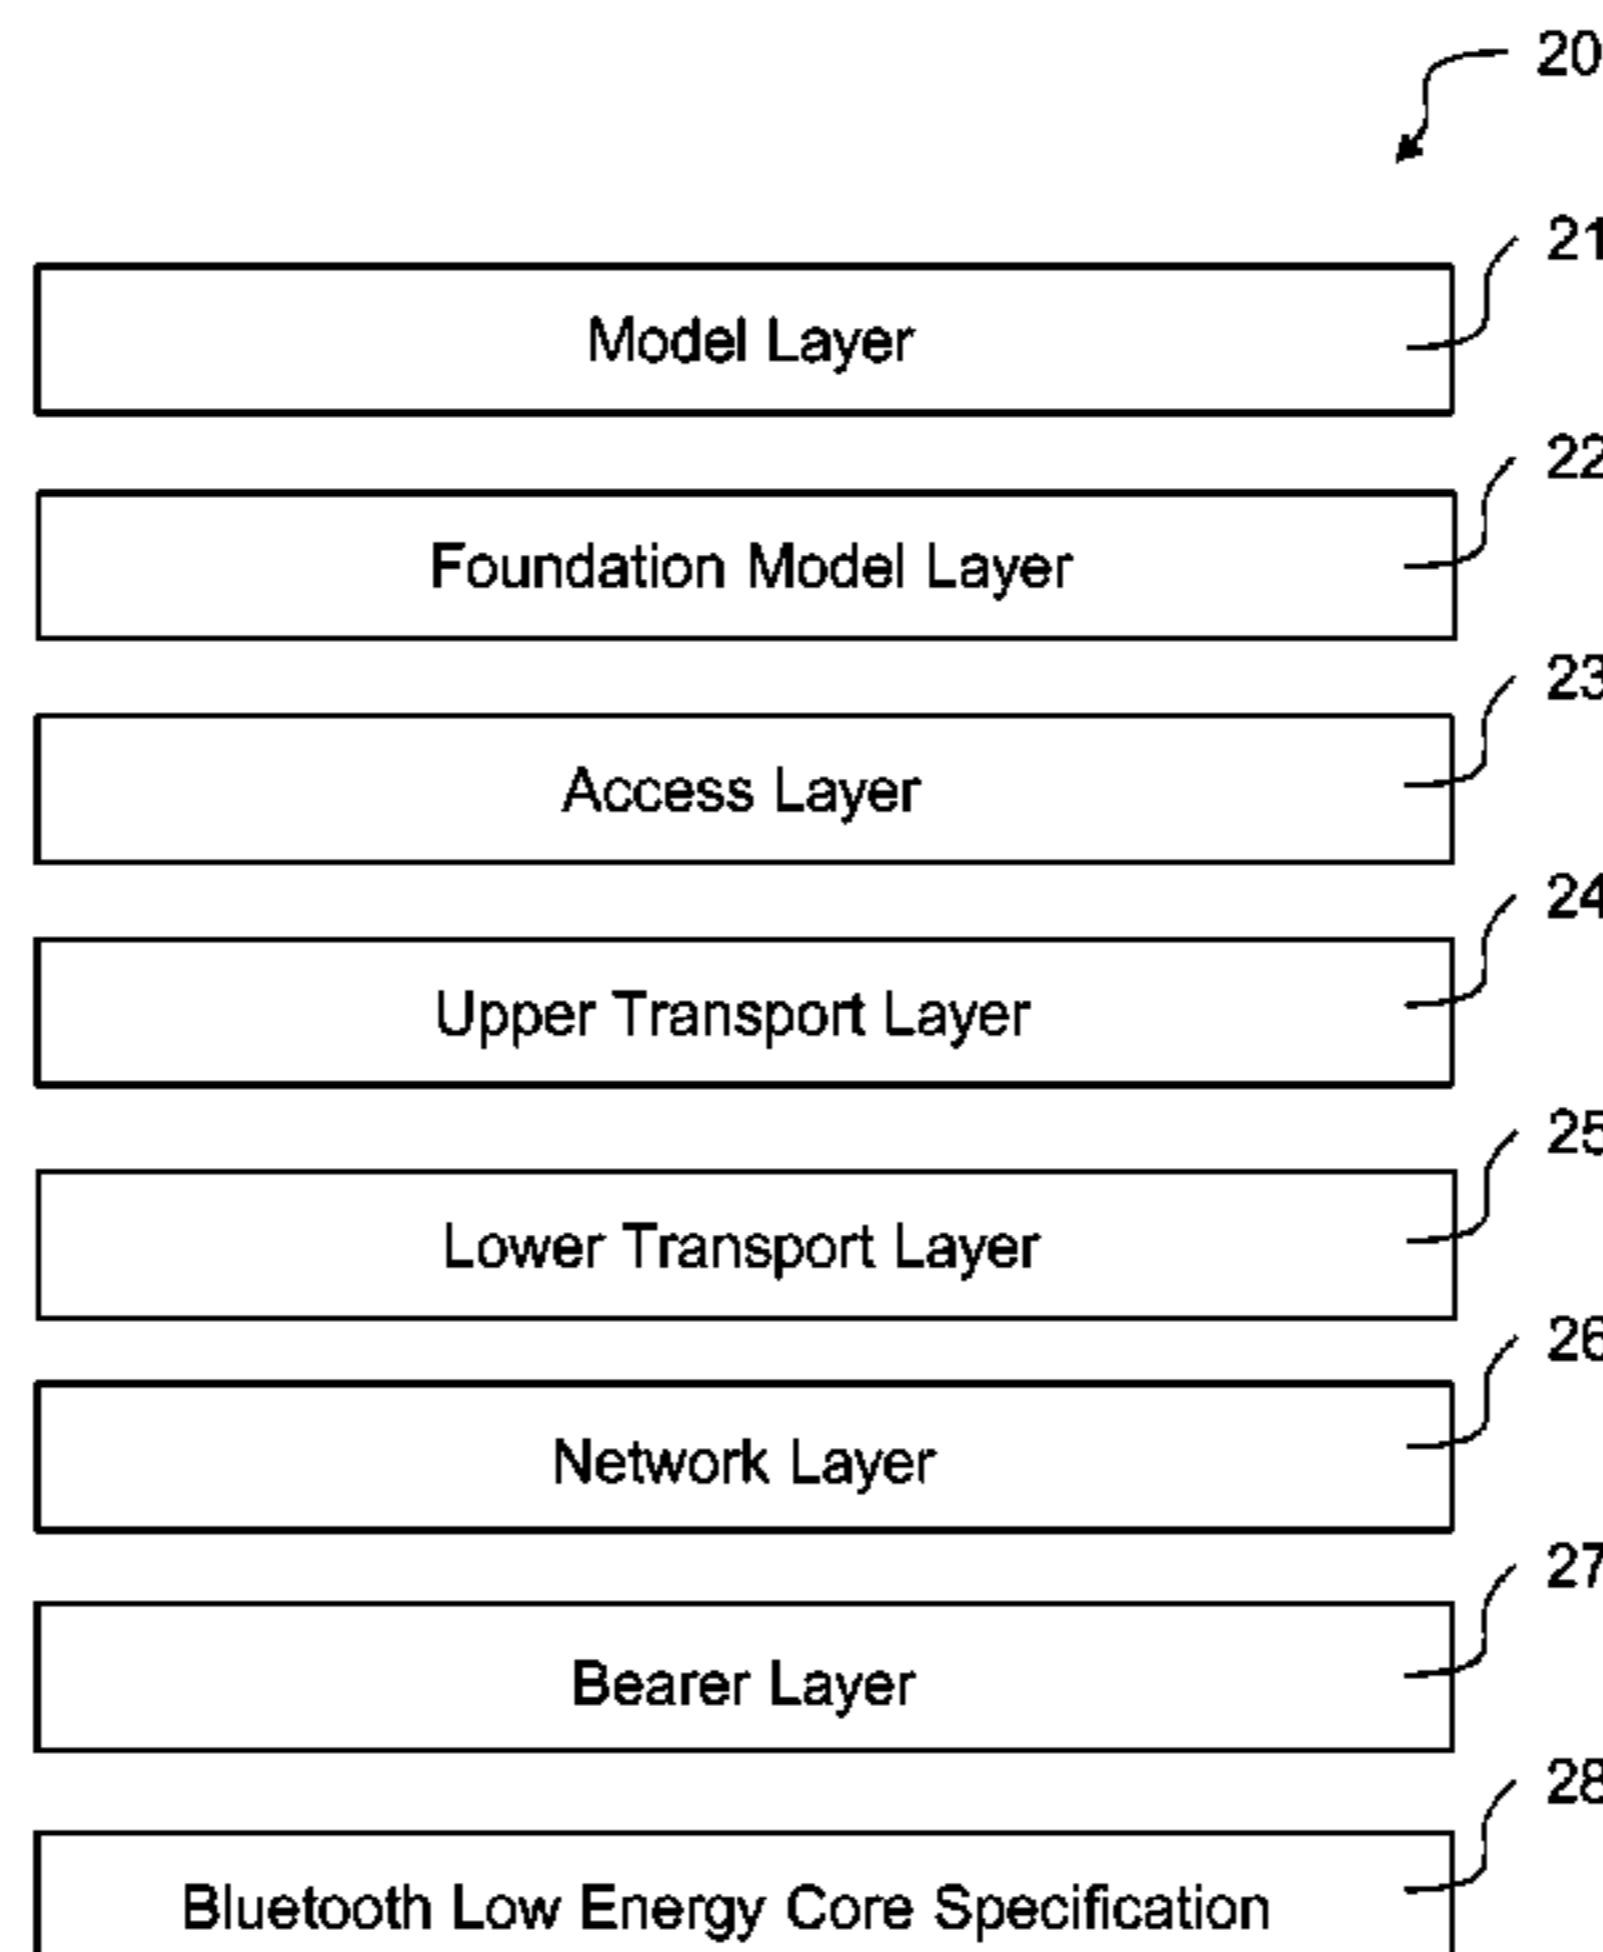 20
21
Model Layer
22
Foundation Model Layer
23
Access Layer
24
Upper Transport Layer
25
Lower Transport Layer
26
Network Layer
27
Bearer Layer
28
Bluetooth Low Energy Core Specification